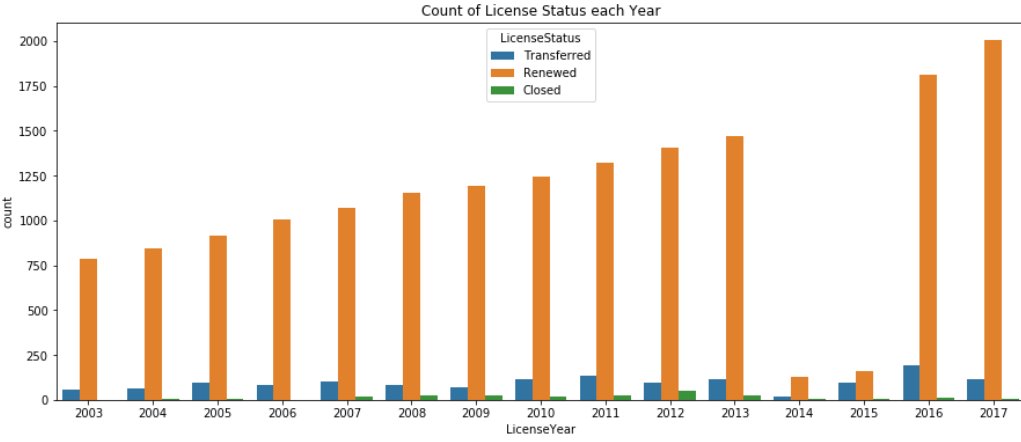 Count of License Status each Year
LicenseStatus
Transferred
Renewed
Closed
2000
1750
1500
1250
1000
750
500
250
0
count
2003 2004 2005 2006 2007 2008 2009 2010 2011 2012 2013 2014 2015 2016 2017
LicenseYear